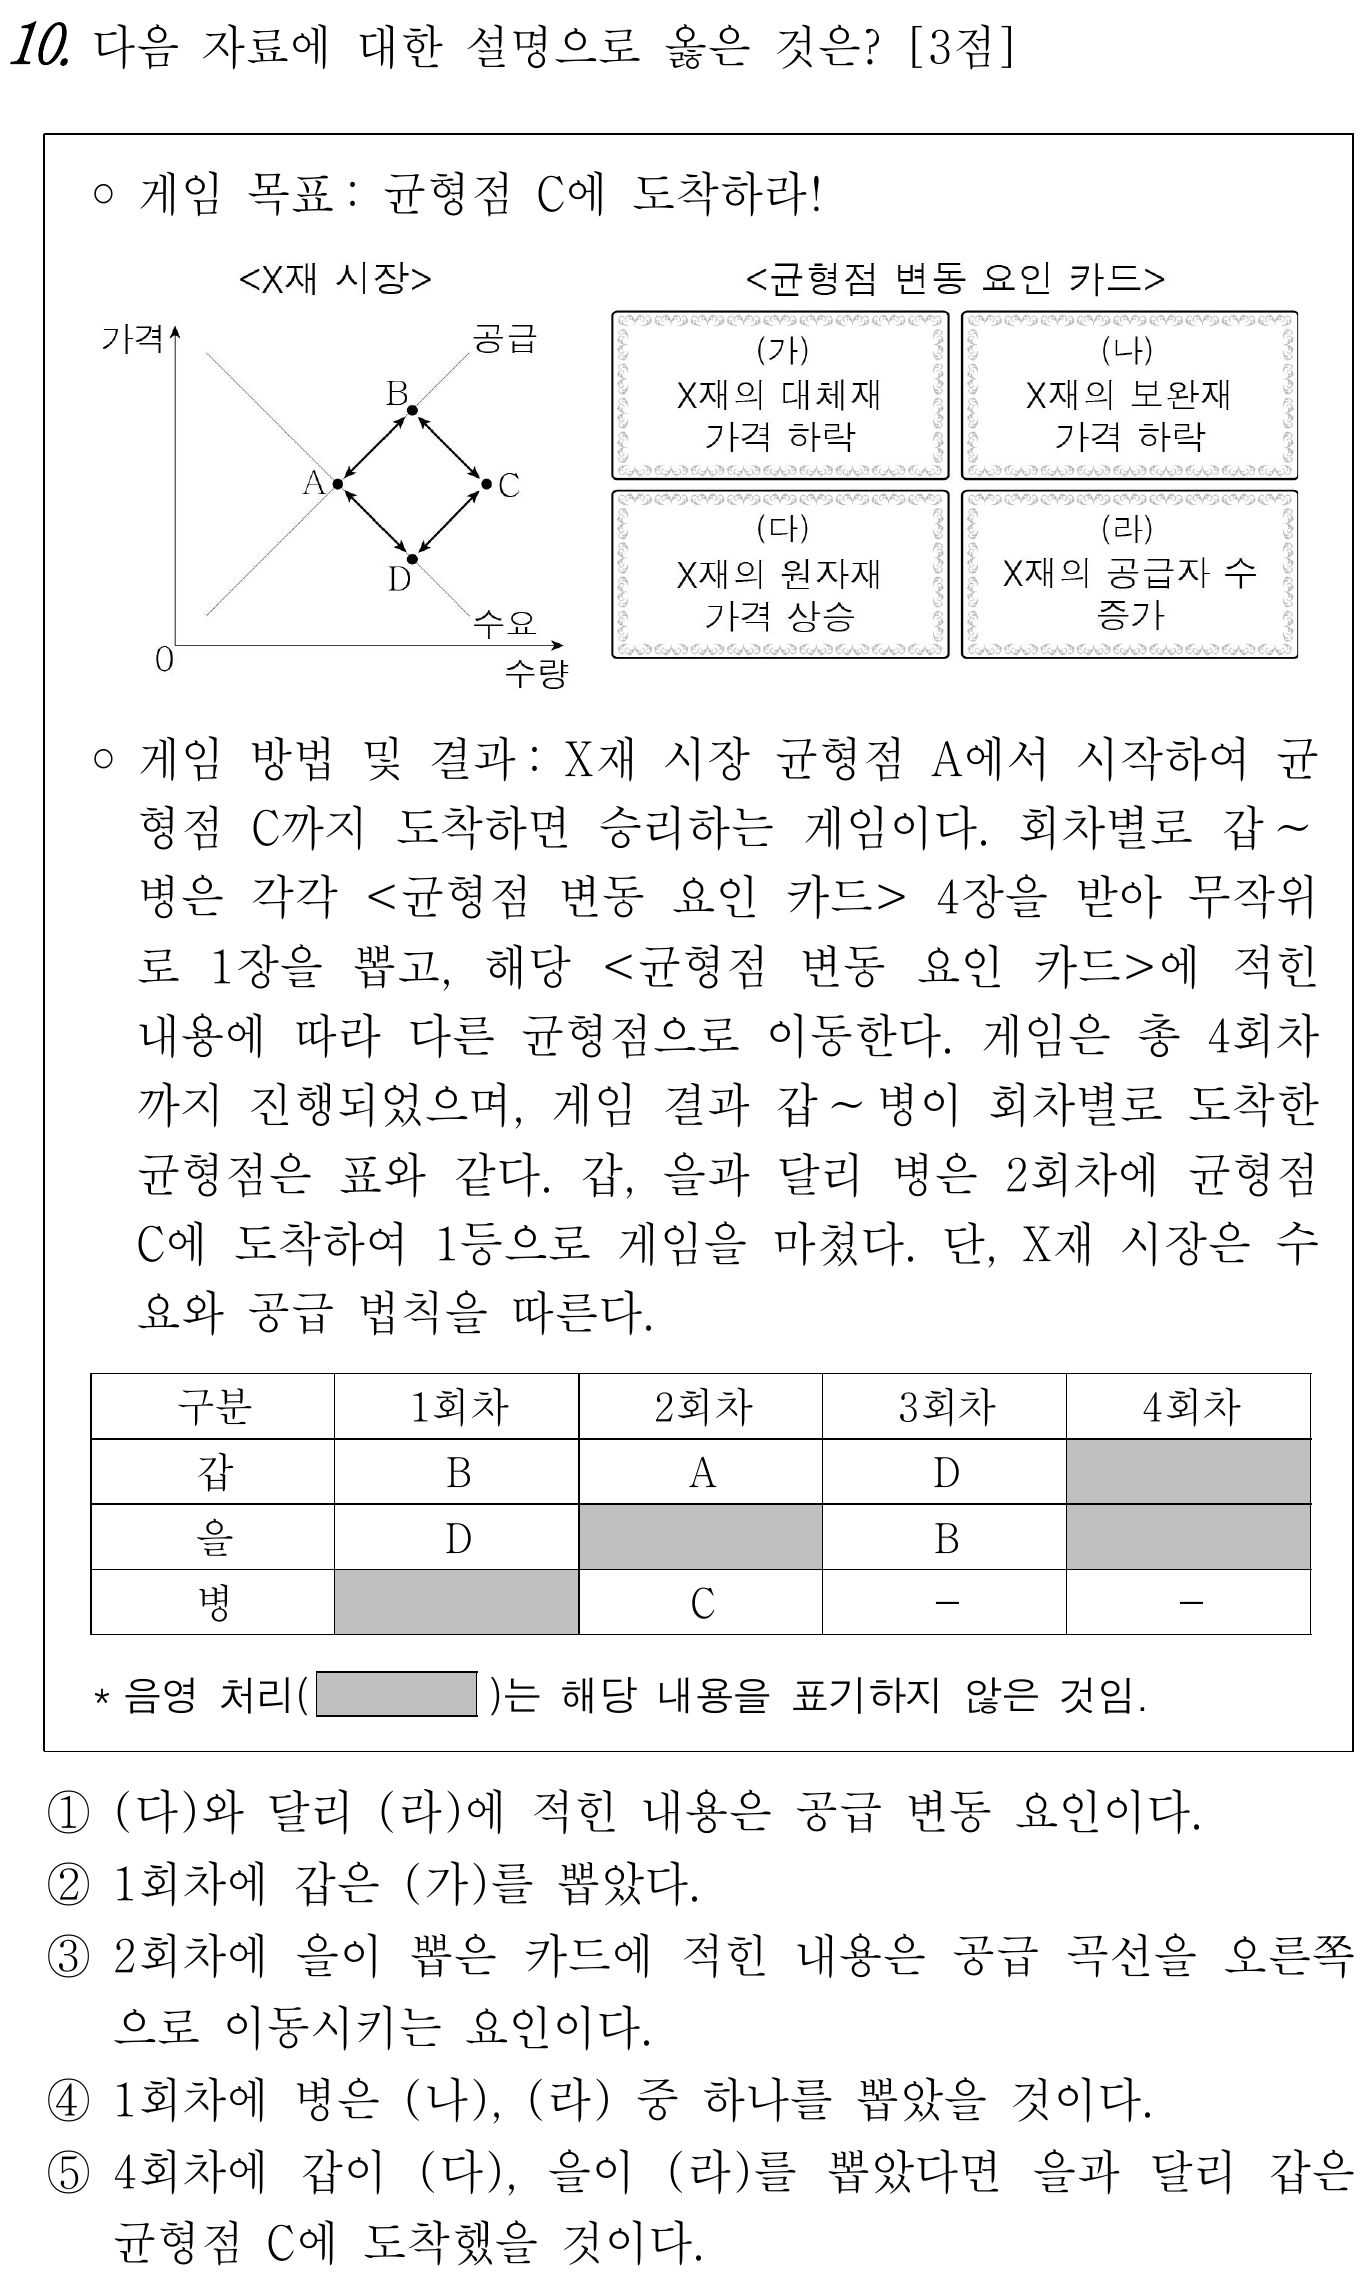 10. 다음 자료에 대한 설명으로 옳은 것은? [3점]
○ 게임 목표: 균형점 C에 도착하라!
<X재 시장>
가격
공급
B
A
C
D
수요
0
수량
<균형점 변동 요인 카드>
(가)
X재의 대체재
가격 하락
(나)
X재의 보완재
가격 하락
(다)
X재의 원자재
가격 상승
(라)
X재의 공급자 수
증가
○ 게임 방법 및 결과: X재 시장 균형점 A에서 시작하여 균
형점 C까지 도착하면 승리하는 게임이다. 회차별로 갑~
병은 각각 <균형점 변동 요인 카드> 4장을 받아 무작위
로 1장을 뽑고, 해당 <균형점 변동 요인 카드>에 적힌
내용에 따라 다른 균형점으로 이동한다. 게임은 총 4회차
까지 진행되었으며, 게임 결과 갑~병이 회차별로 도착한
균형점은 표와 같다. 갑, 을과 달리 병은 2회차에 균형점
C에 도착하여 1등으로 게임을 마쳤다. 단, X재 시장은 수
요와 공급 법칙을 따른다.
구분 1회차 2회차 3회차 4회차
갑 B A D
을 D B
병 C - -
* 음영 처리( )는 해당 내용을 표기하지 않은 것임.
① (다)와 달리 (라)에 적힌 내용은 공급 변동 요인이다.
② 1회차에 갑은 (가)를 뽑았다.
③ 2회차에 을이 뽑은 카드에 적힌 내용은 공급 곡선을 오른쪽
으로 이동시키는 요인이다.
④ 1회차에 병은 (나), (라) 중 하나를 뽑았을 것이다.
⑤ 4회차에 갑이 (다), 을이 (라)를 뽑았다면 을과 달리 갑은
균형점 C에 도착했을 것이다.